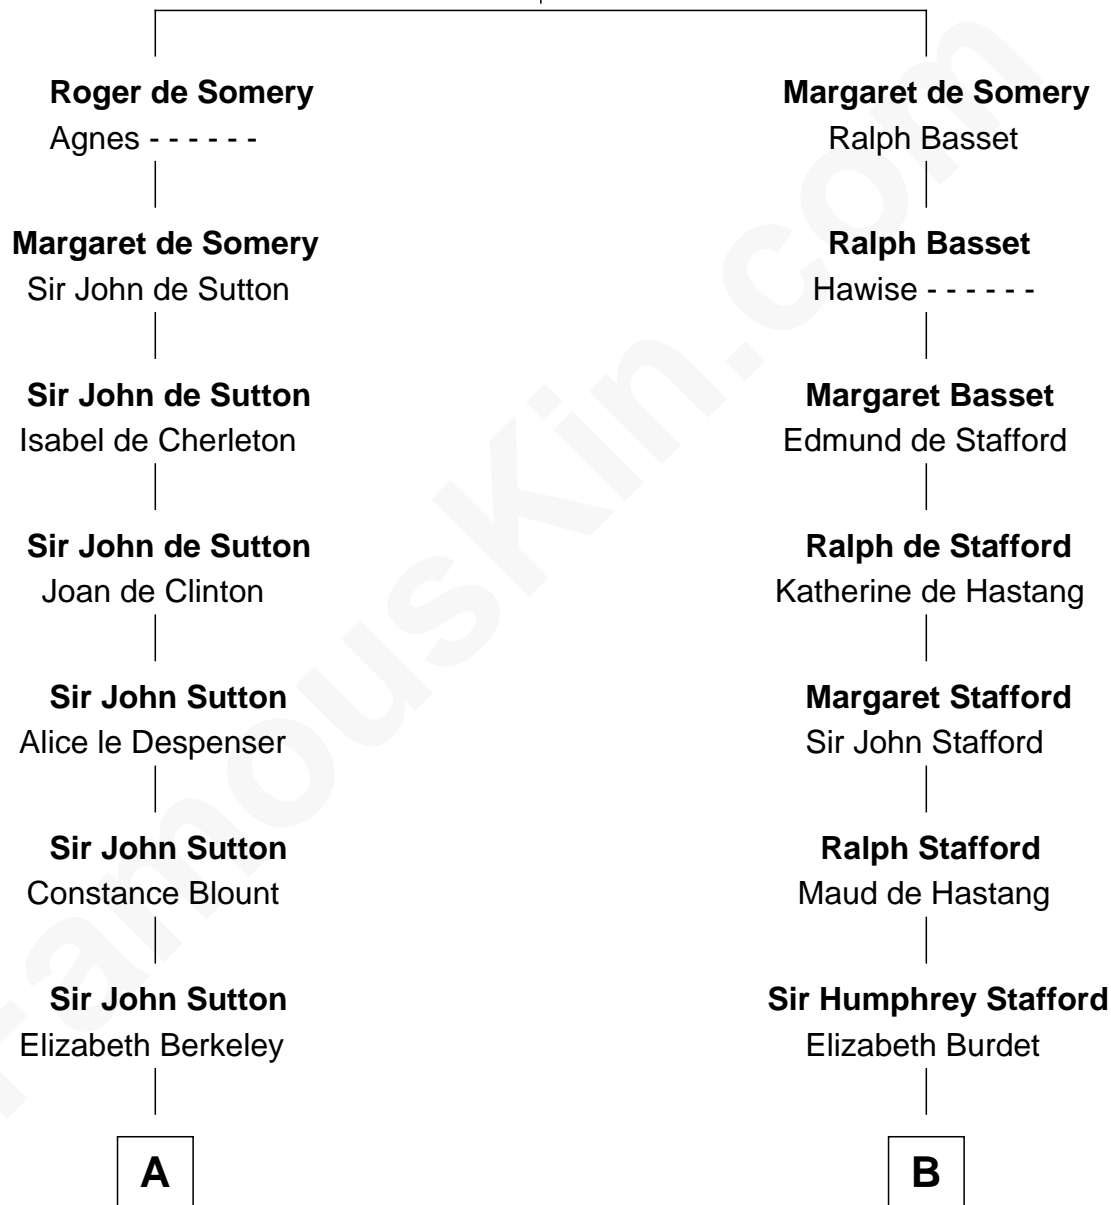 Roger de Somery
Agnes - - - - - -
Margaret de Somery
Sir John de Sutton
Sir John de Sutton
Isabel de Cherleton
Sir John de Sutton
Joan de Clinton
Sir John Sutton
Alice le Despenser
Sir John Sutton
Constance Blount
Sir John Sutton
Elizabeth Berkeley
A
Margaret de Somery
Ralph Basset
Ralph Basset
Hawise - - - - - -
Margaret Basset
Edmund de Stafford
Ralph de Stafford
Katherine de Hastang
Margaret Stafford
Sir John Stafford
Ralph Stafford
Maud de Hastang
Sir Humphrey Stafford
Elizabeth Burdet
B
FamousKin.com